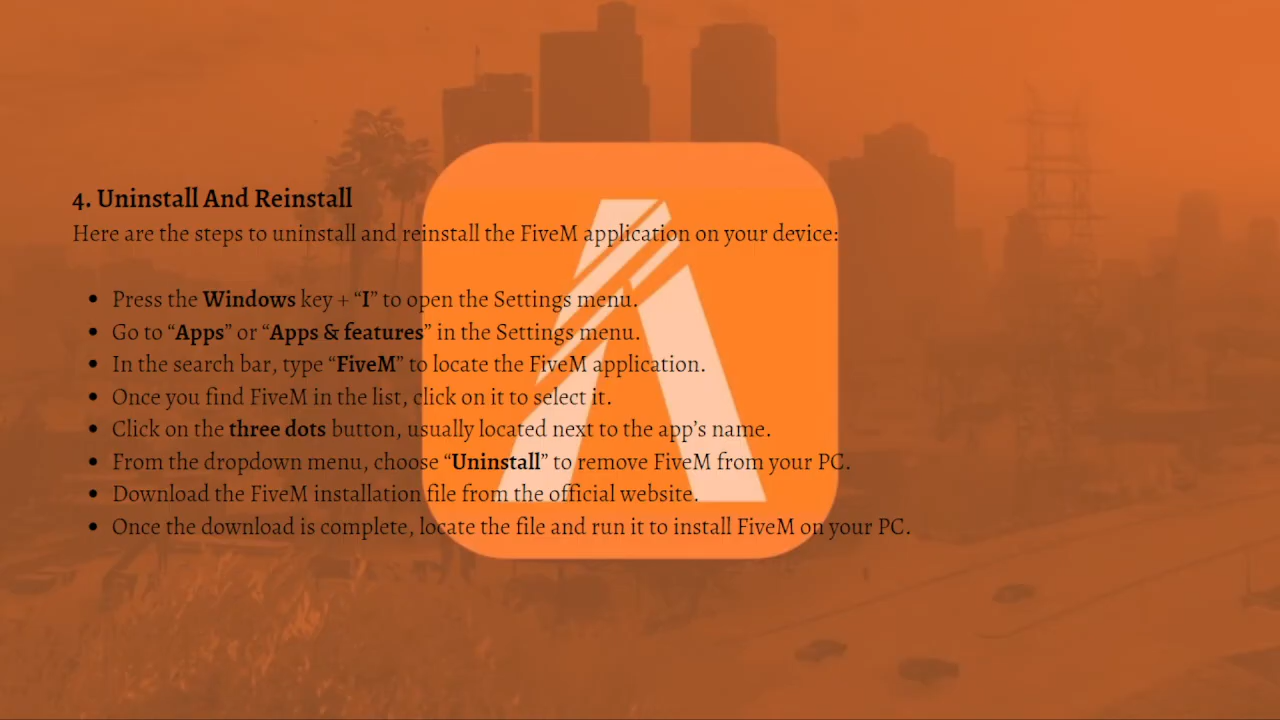 4. Uninstall And Reinstall
Here are the steps to uninstall and reinstall the FiveM application on your device:
• Press the Windows key + “I” to open the Settings menu.
• Go to “Apps” or “Apps & features” in the Settings menu.
• In the search bar, type “FiveM” to locate the FiveM application.
• Once you find FiveM in the list, click on it to select it.
• Click on the three dots button, usually located next to the app’s name.
• From the dropdown menu, choose “Uninstall” to remove FiveM from your PC.
• Download the FiveM installation file from the official website.
• Once the download is complete, locate the file and run it to install FiveM on your PC.